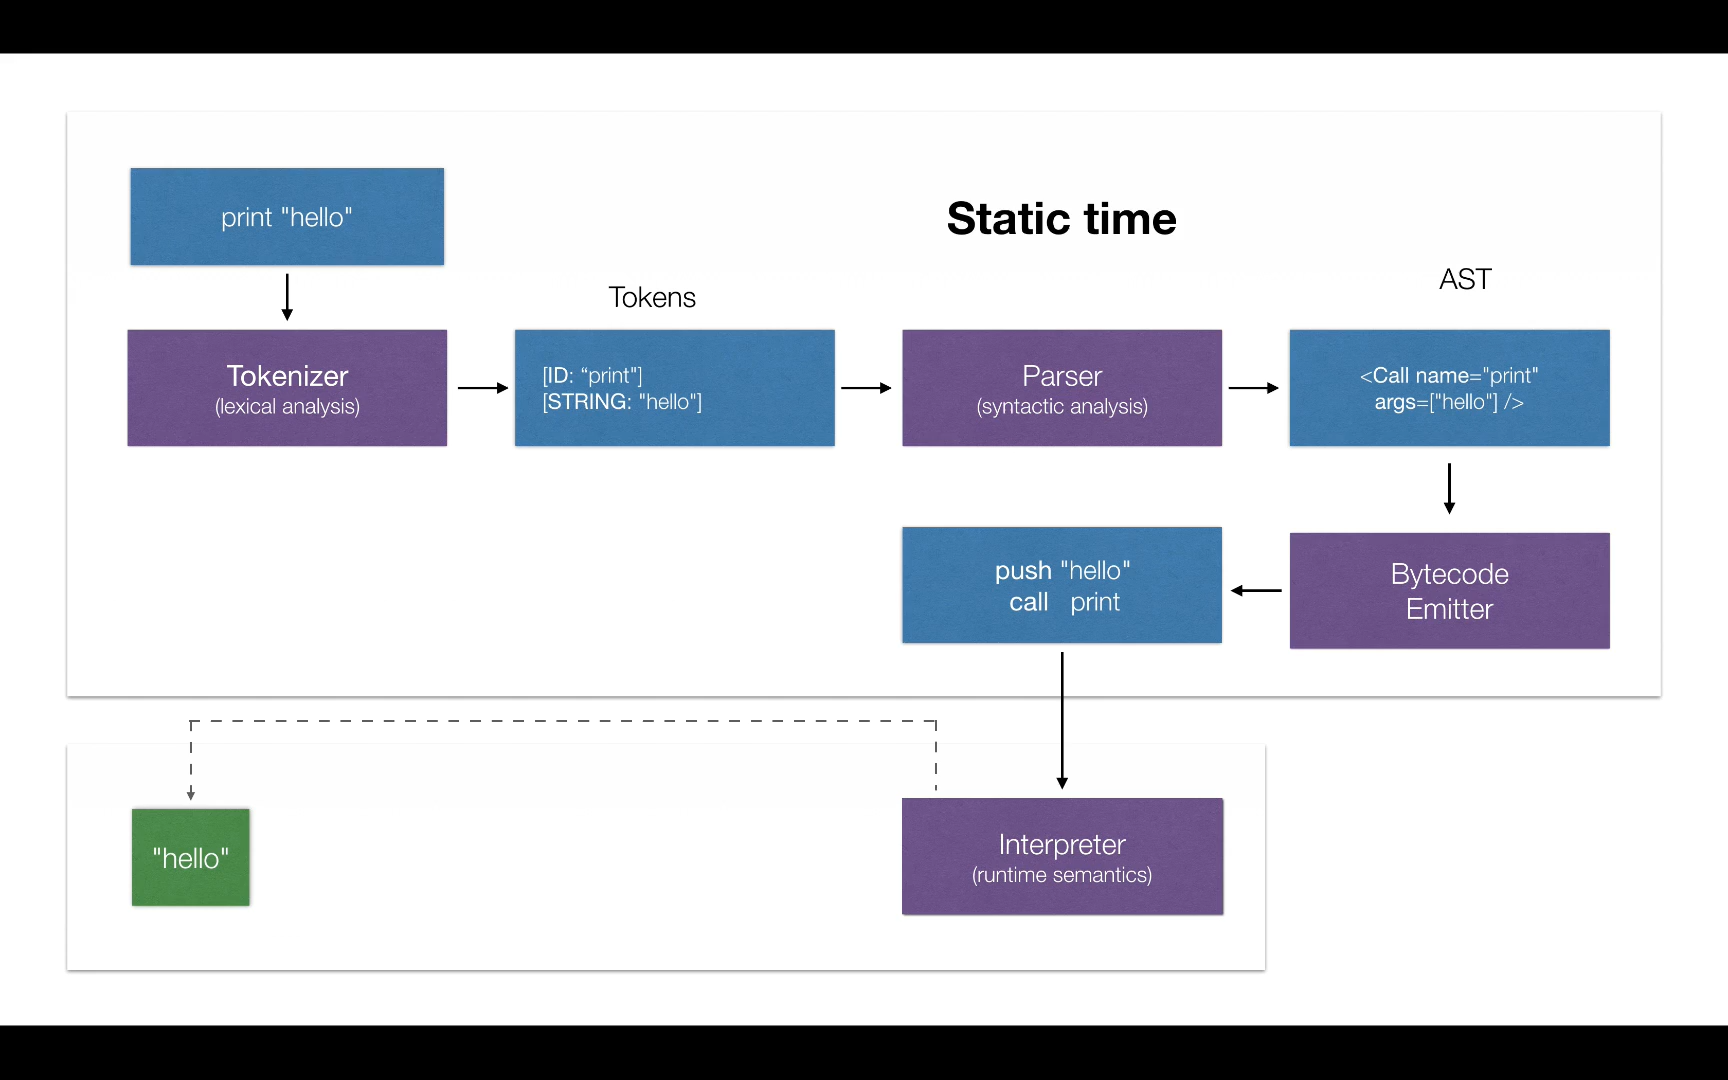 print "hello"
Static time
AST
Tokens
Tokenizer
(lexical analysis)
[ID: “print"]
[STRING: "hello"]
Parser
(syntactic analysis)
<Call name="print"
args=["hello"] />
push "hello"
call print
Bytecode
Emitter
"hello"
Interpreter
(runtime semantics)